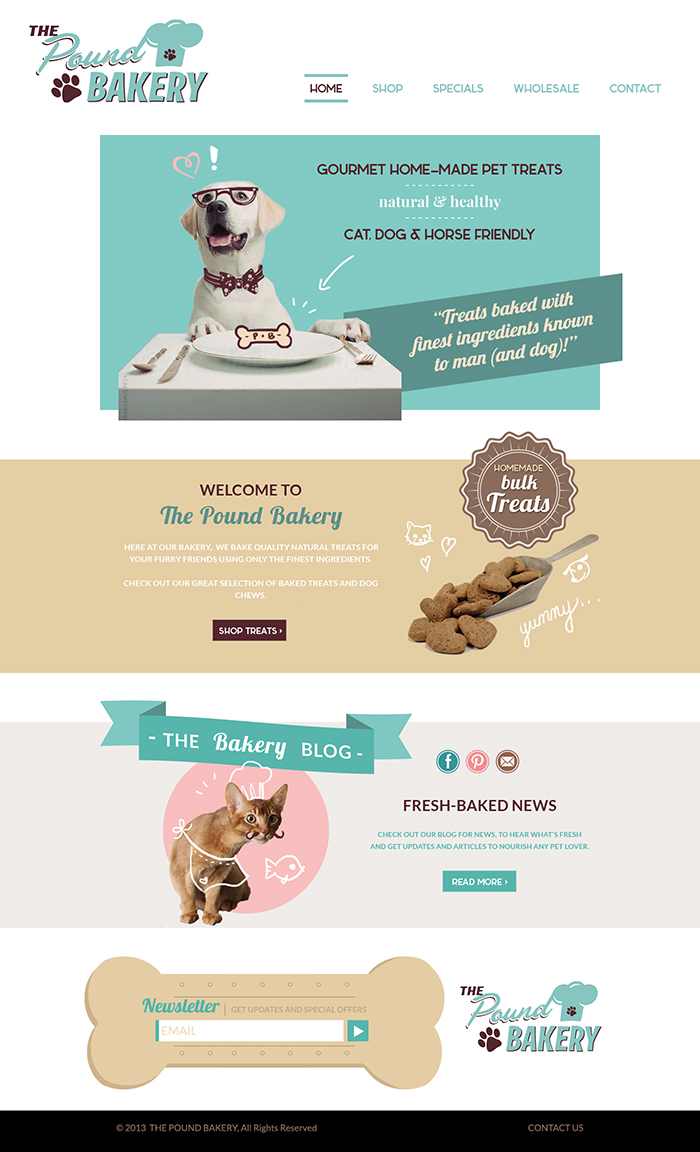 THE
Pound
BAKERY
HOME SHOP SPECIALS WHOLESALE CONTACT
GOURMET HOME-MADE PET TREATS
natural & healthy
CAT, DOG & HORSE FRIENDLY
“Treats baked with
finest ingredients known
to man (and dog)!”
P • B
HOMEMADE
bulk
Treats
WELCOME TO
The Pound Bakery
HERE AT OUR BAKERY, WE BAKE QUALITY NATURAL TREATS FOR
YOUR FURRY FRIENDS USING ONLY THE FINEST INGREDIENTS.
CHECK OUT OUR GREAT SELECTION OF BAKED TREATS AND DOG
CHEWS.
SHOP TREATS ›
yummy...
- THE Bakery BLOG -
FRESH-BAKED NEWS
CHECK OUT OUR BLOG FOR NEWS, TO HEAR WHAT'S FRESH
AND GET UPDATES AND ARTICLES TO NOURISH ANY PET LOVER.
READ MORE ›
Newsletter | GET UPDATES AND SPECIAL OFFERS
EMAIL
THE
Pound
BAKERY
© 2013 THE POUND BAKERY, All Rights Reserved
CONTACT US